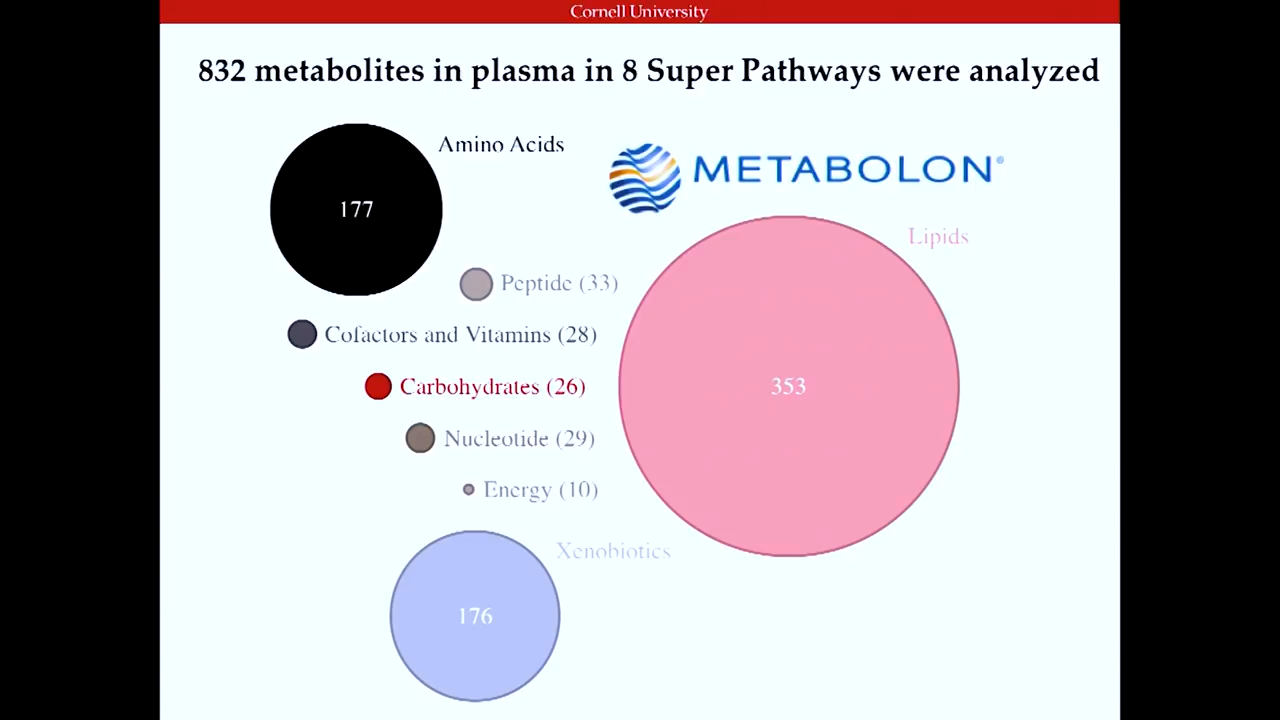 Cornell University
832 metabolites in plasma in 8 Super Pathways were analyzed
Amino Acids
METABOLON®
177
Lipids
Peptide (33)
Cofactors and Vitamins (28)
Carbohydrates (26)
353
Nucleotide (29)
Energy (10)
Xenobiotics
176